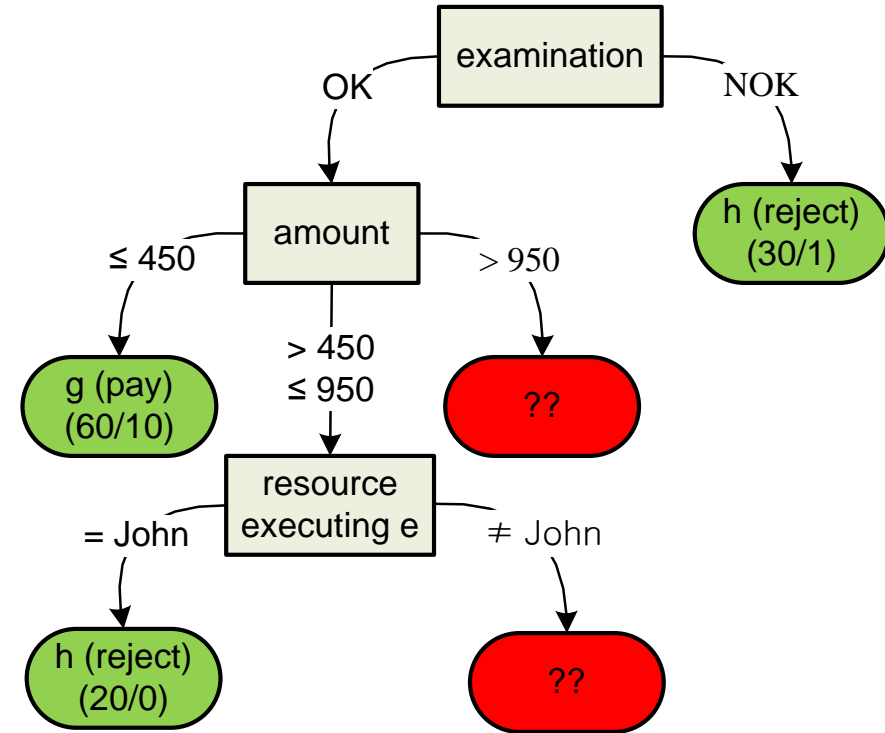 examination
OK
NOK
amount
h (reject)
(30/1)
≤ 450
> 950
> 450
≤ 950
g (pay)
(60/10)
??
resource
executing e
= John
≠ John
h (reject)
(20/0)
??